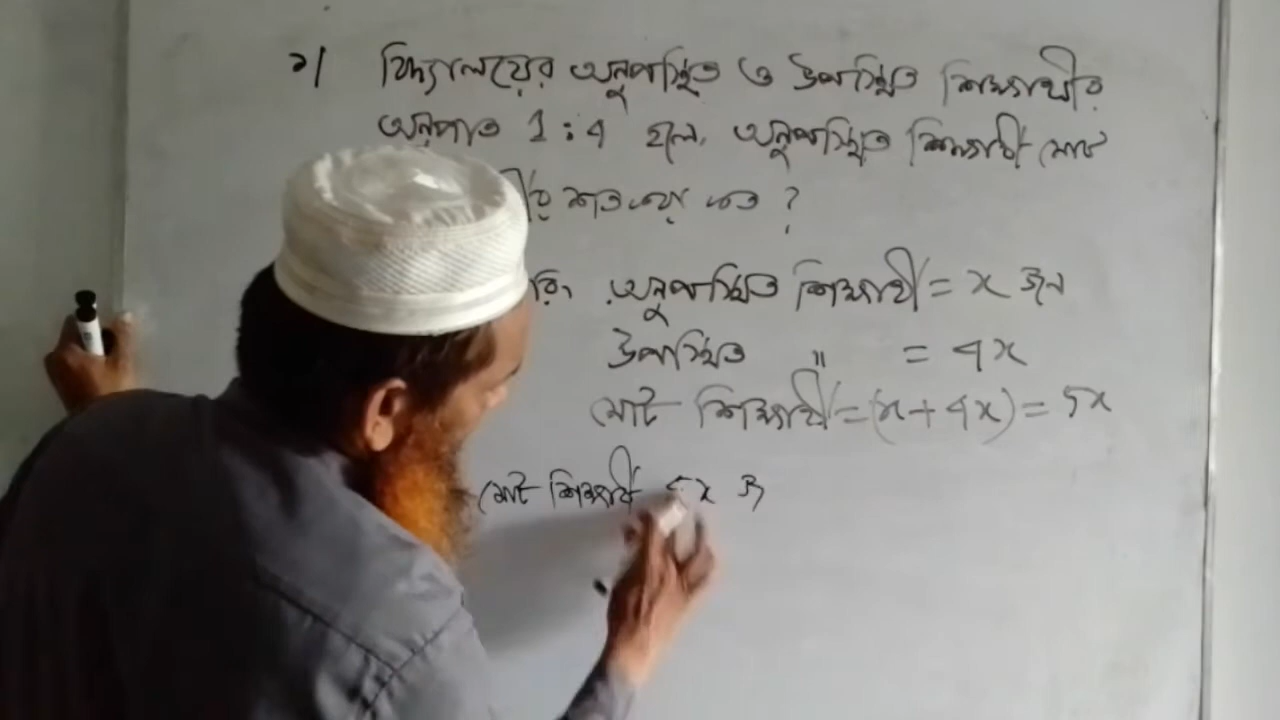 ১। বিদ্যালয়ের অনুপস্থিত ও উপস্থিত শিক্ষার্থীর
অনুপাত 1 : 4 হলে, অনুপস্থিত শিক্ষার্থী মোট
র শতকরা কত ?
রি, অনুপস্থিত শিক্ষার্থী = x জন
উপস্থিত " = 4x
মোট শিক্ষার্থী = (x + 4x) = 5x
মোট শিক্ষার্থী 5x জ